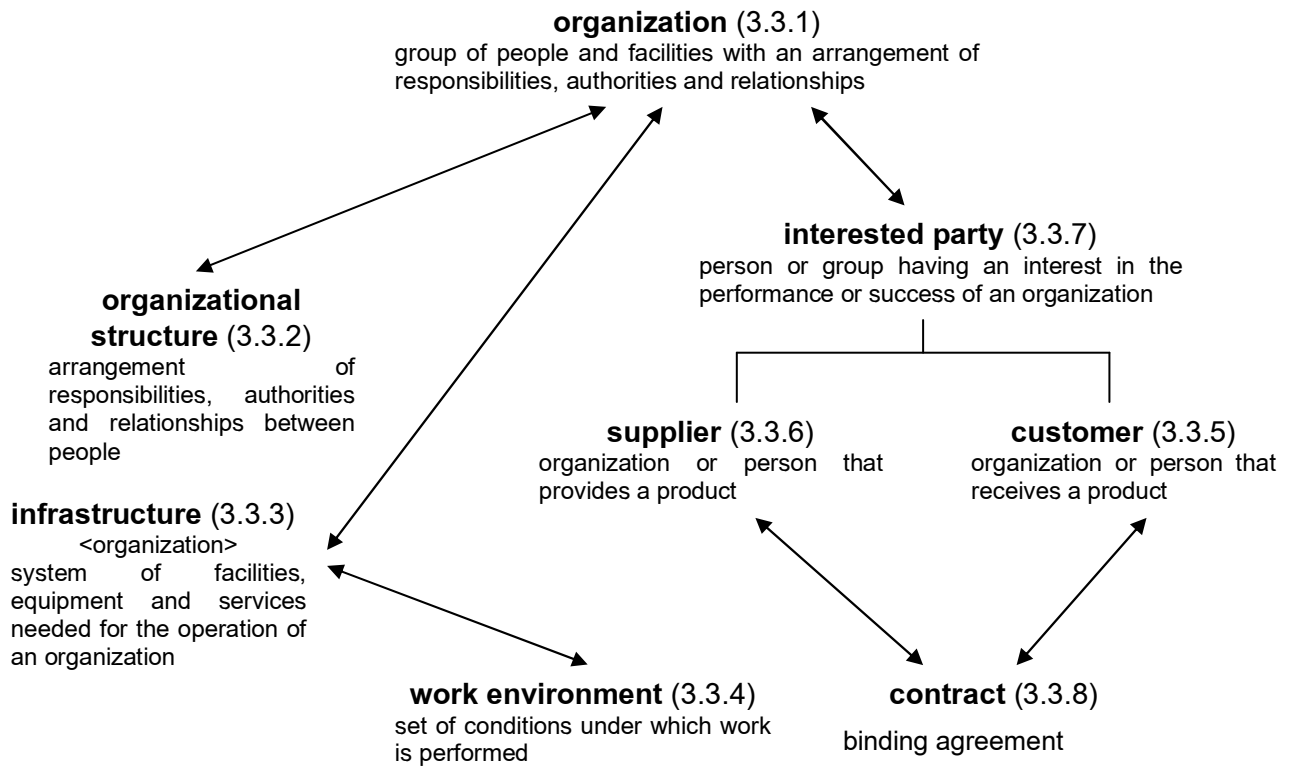 organization (3.3.1)
group of people and facilities with an arrangement of
responsibilities, authorities and relationships
interested party (3.3.7)
person or group having an interest in the
performance or success of an organization
organizational
structure (3.3.2)
arrangement of
responsibilities, authorities
and relationships between
people
supplier (3.3.6)
organization or person that
provides a product
customer (3.3.5)
organization or person that
receives a product
infrastructure (3.3.3)
<organization>
system of facilities,
equipment and services
needed for the operation of
an organization
work environment (3.3.4)
set of conditions under which work
is performed
contract (3.3.8)
binding agreement